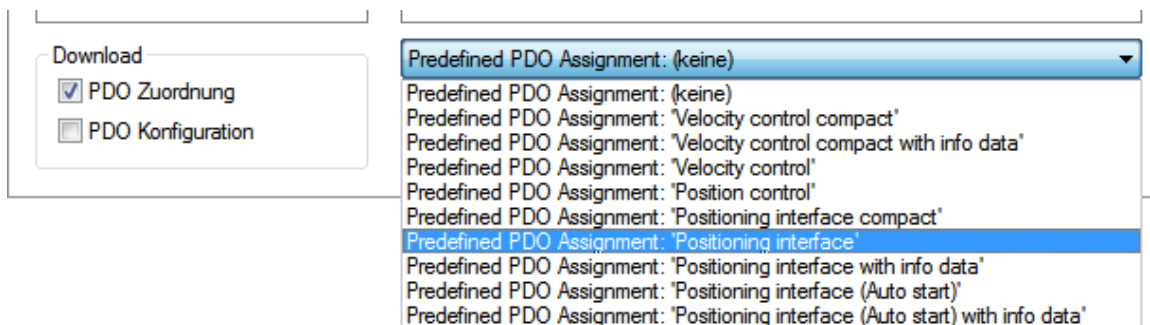 Download
PDO Zuordnung
PDO Konfiguration
Predefined PDO Assignment: (keine)
Predefined PDO Assignment: (keine)
Predefined PDO Assignment: 'Velocity control compact'
Predefined PDO Assignment: 'Velocity control compact with info data'
Predefined PDO Assignment: 'Velocity control'
Predefined PDO Assignment: 'Position control'
Predefined PDO Assignment: 'Positioning interface compact'
Predefined PDO Assignment: 'Positioning interface'
Predefined PDO Assignment: 'Positioning interface with info data'
Predefined PDO Assignment: 'Positioning interface (Auto start)'
Predefined PDO Assignment: 'Positioning interface (Auto start) with info data'